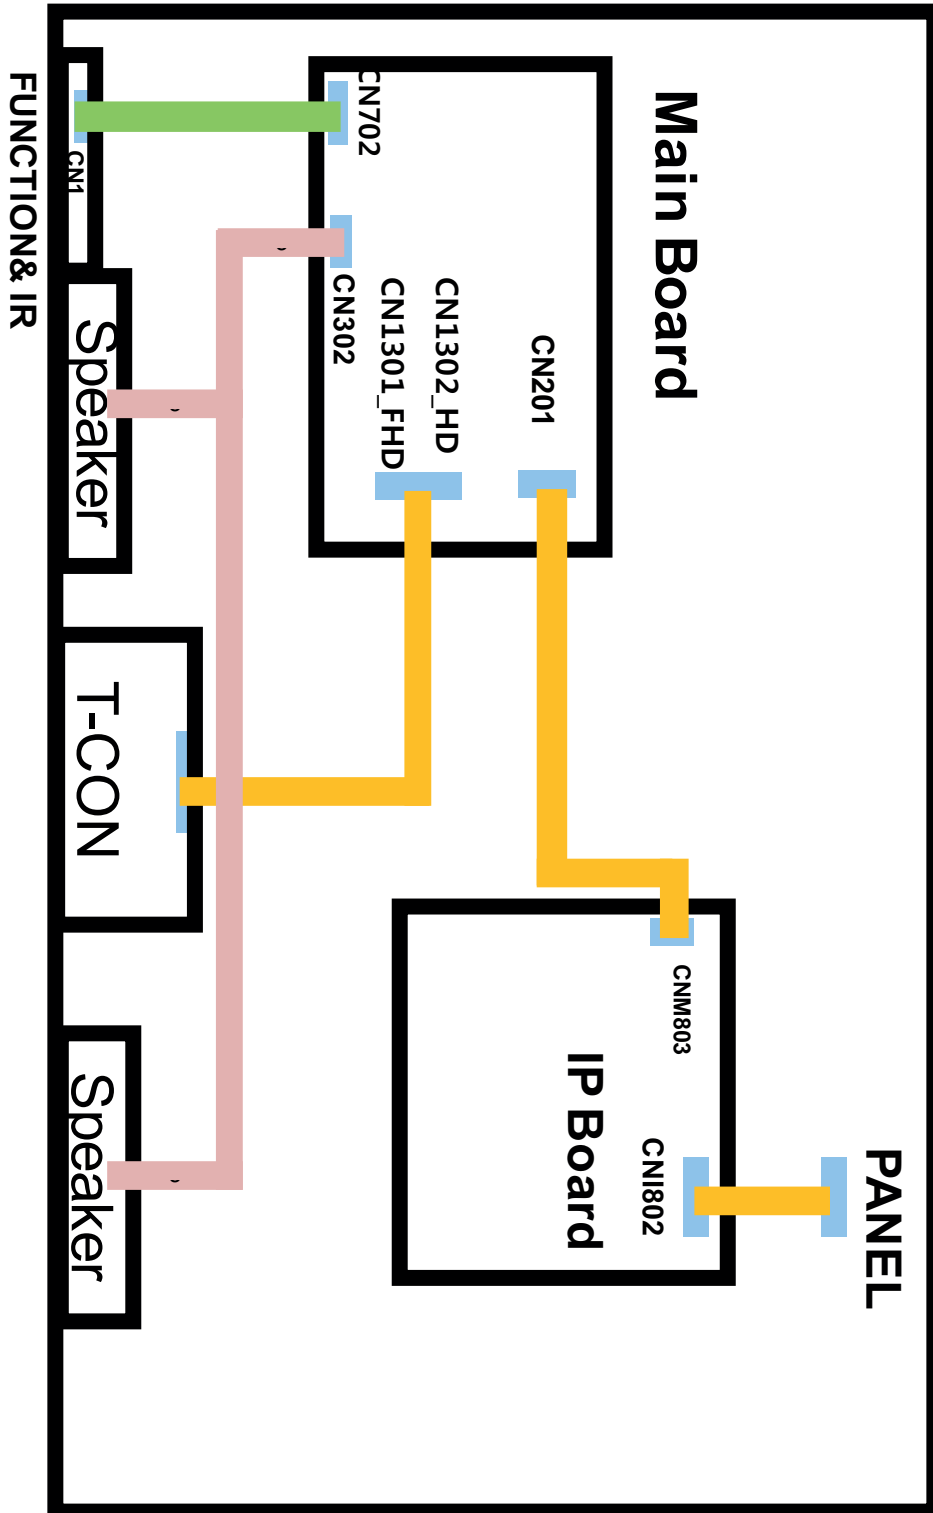 Main Board
CN702
CN302
CN1301_FHD
CN1302_HD
CN201
FUNCTION& IR
CN1
Speaker
T-CON
Speaker
CNM803
IP Board
CNI802
PANEL